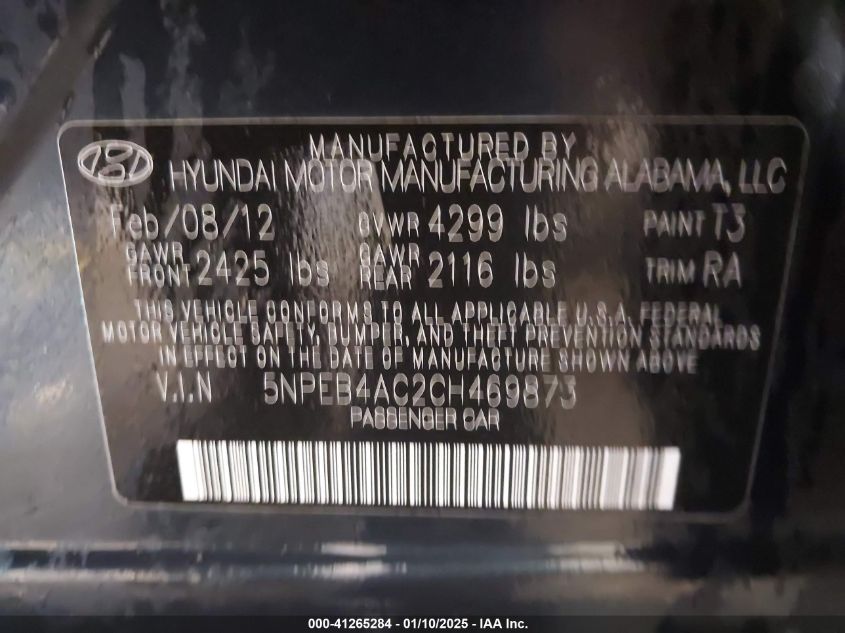 MANUFACTURED BY
HYUNDAI MOTOR MANUFACTURING ALABAMA, LLC
Feb/08/12 GVWR 4299 lbs PAINT T3
GAWR FRONT 2425 lbs GAWR REAR 2116 lbs TRIM RA
THIS VEHICLE CONFORMS TO ALL APPLICABLE U.S.A. FEDERAL
MOTOR VEHICLE SAFETY, BUMPER, AND THEFT PREVENTION STANDARDS
IN EFFECT ON THE DATE OF MANUFACTURE SHOWN ABOVE
V.I.N 5NPEB4AC2CH469873
PASSENGER CAR
000-41265284 - 01/10/2025 - IAA Inc.